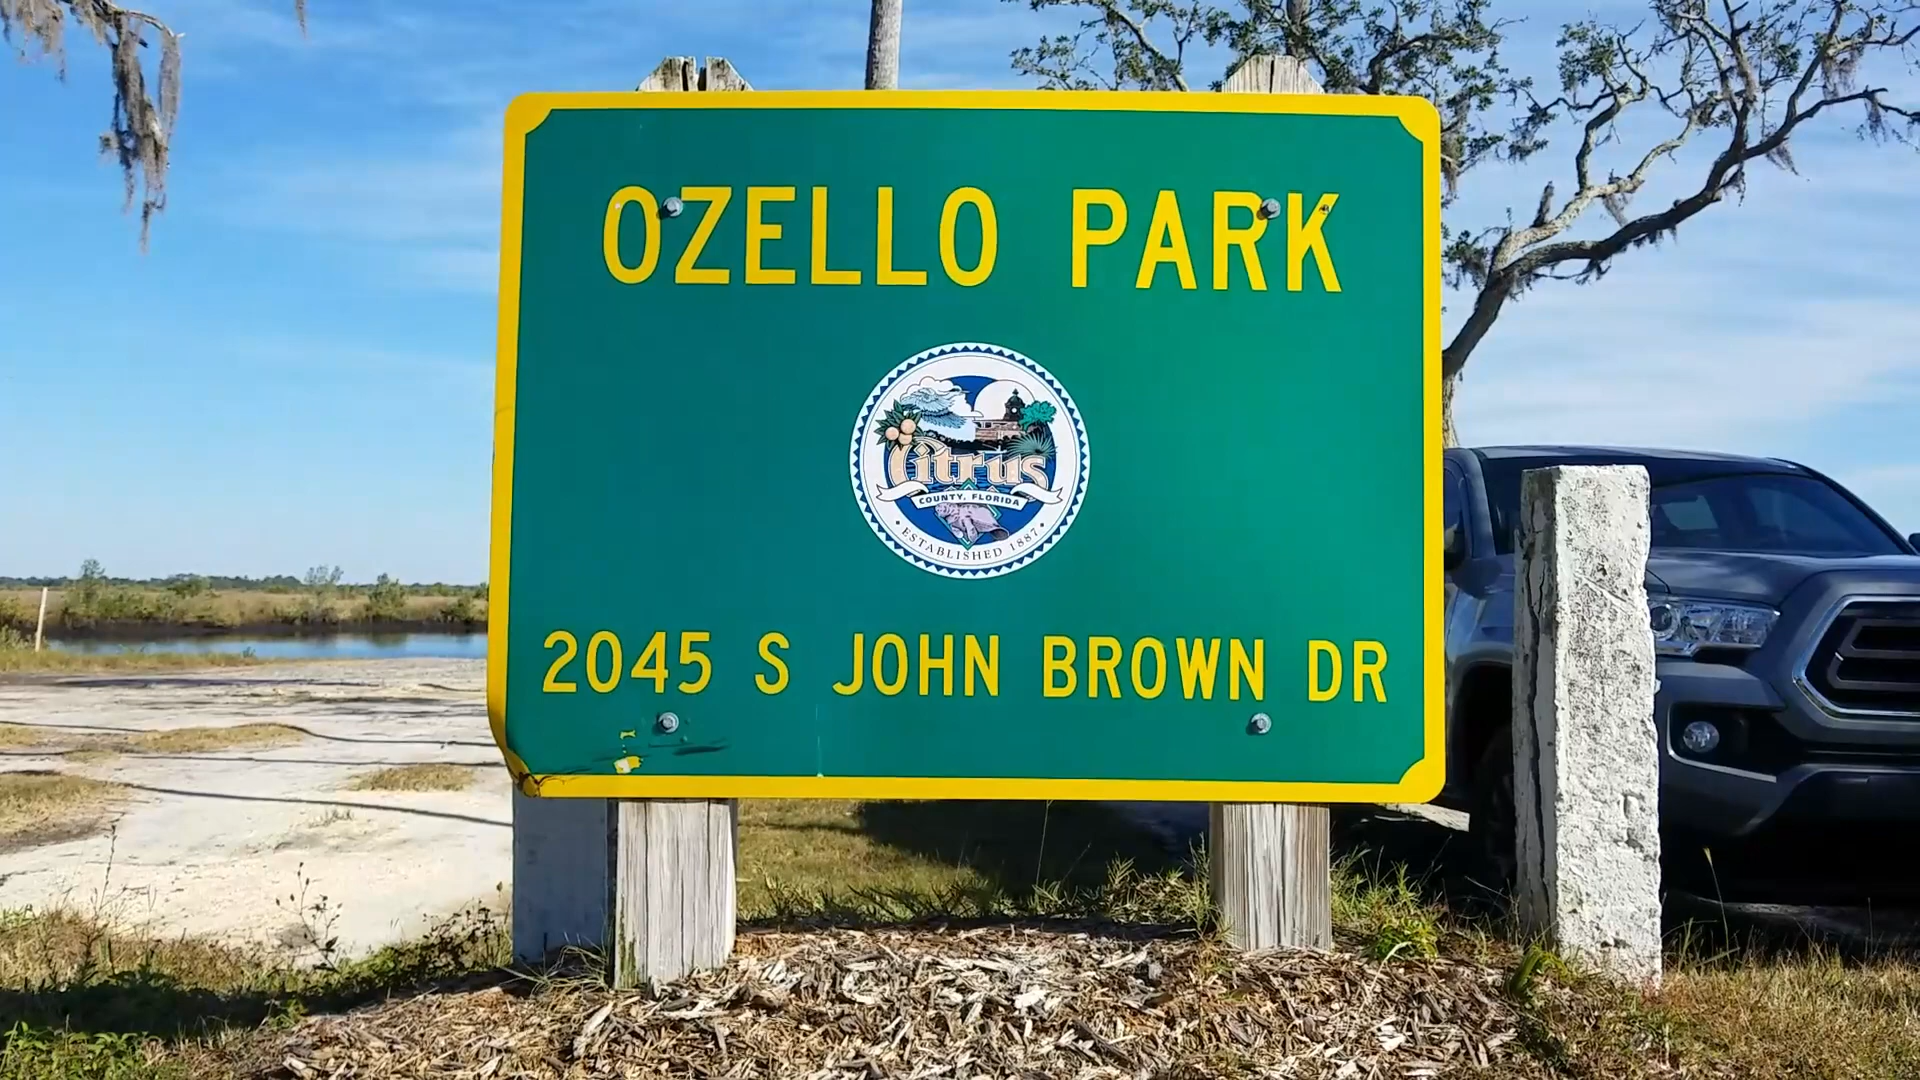 OZELLO PARK
Citrus
COUNTY, FLORIDA
• ESTABLISHED 1887 •
2045 S JOHN BROWN DR